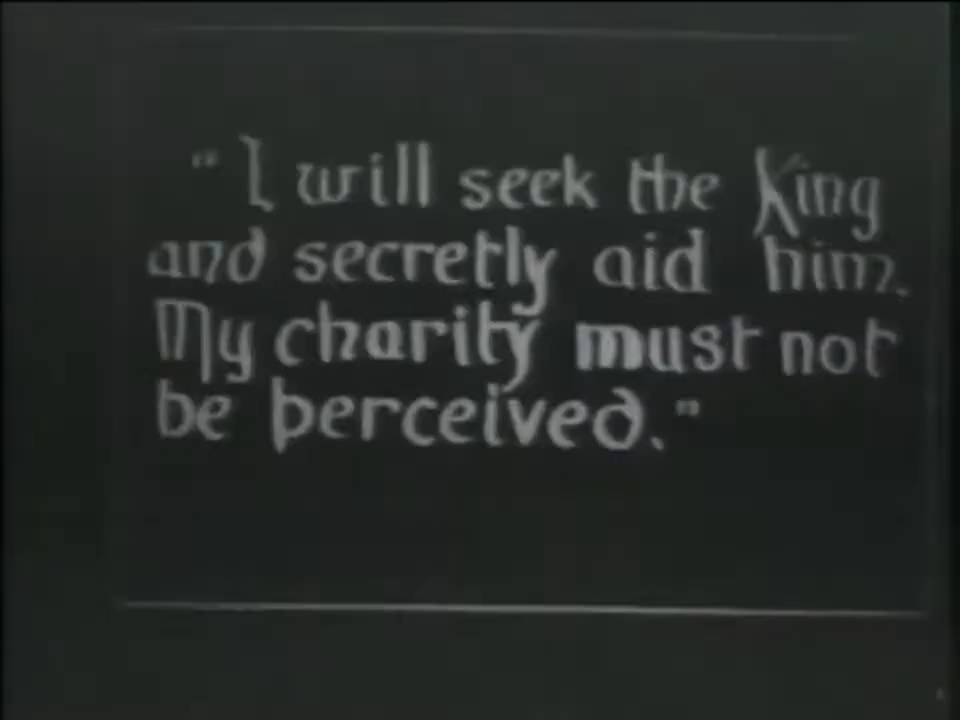 "I will seek the King
and secretly aid him.
My charity must not
be perceived."